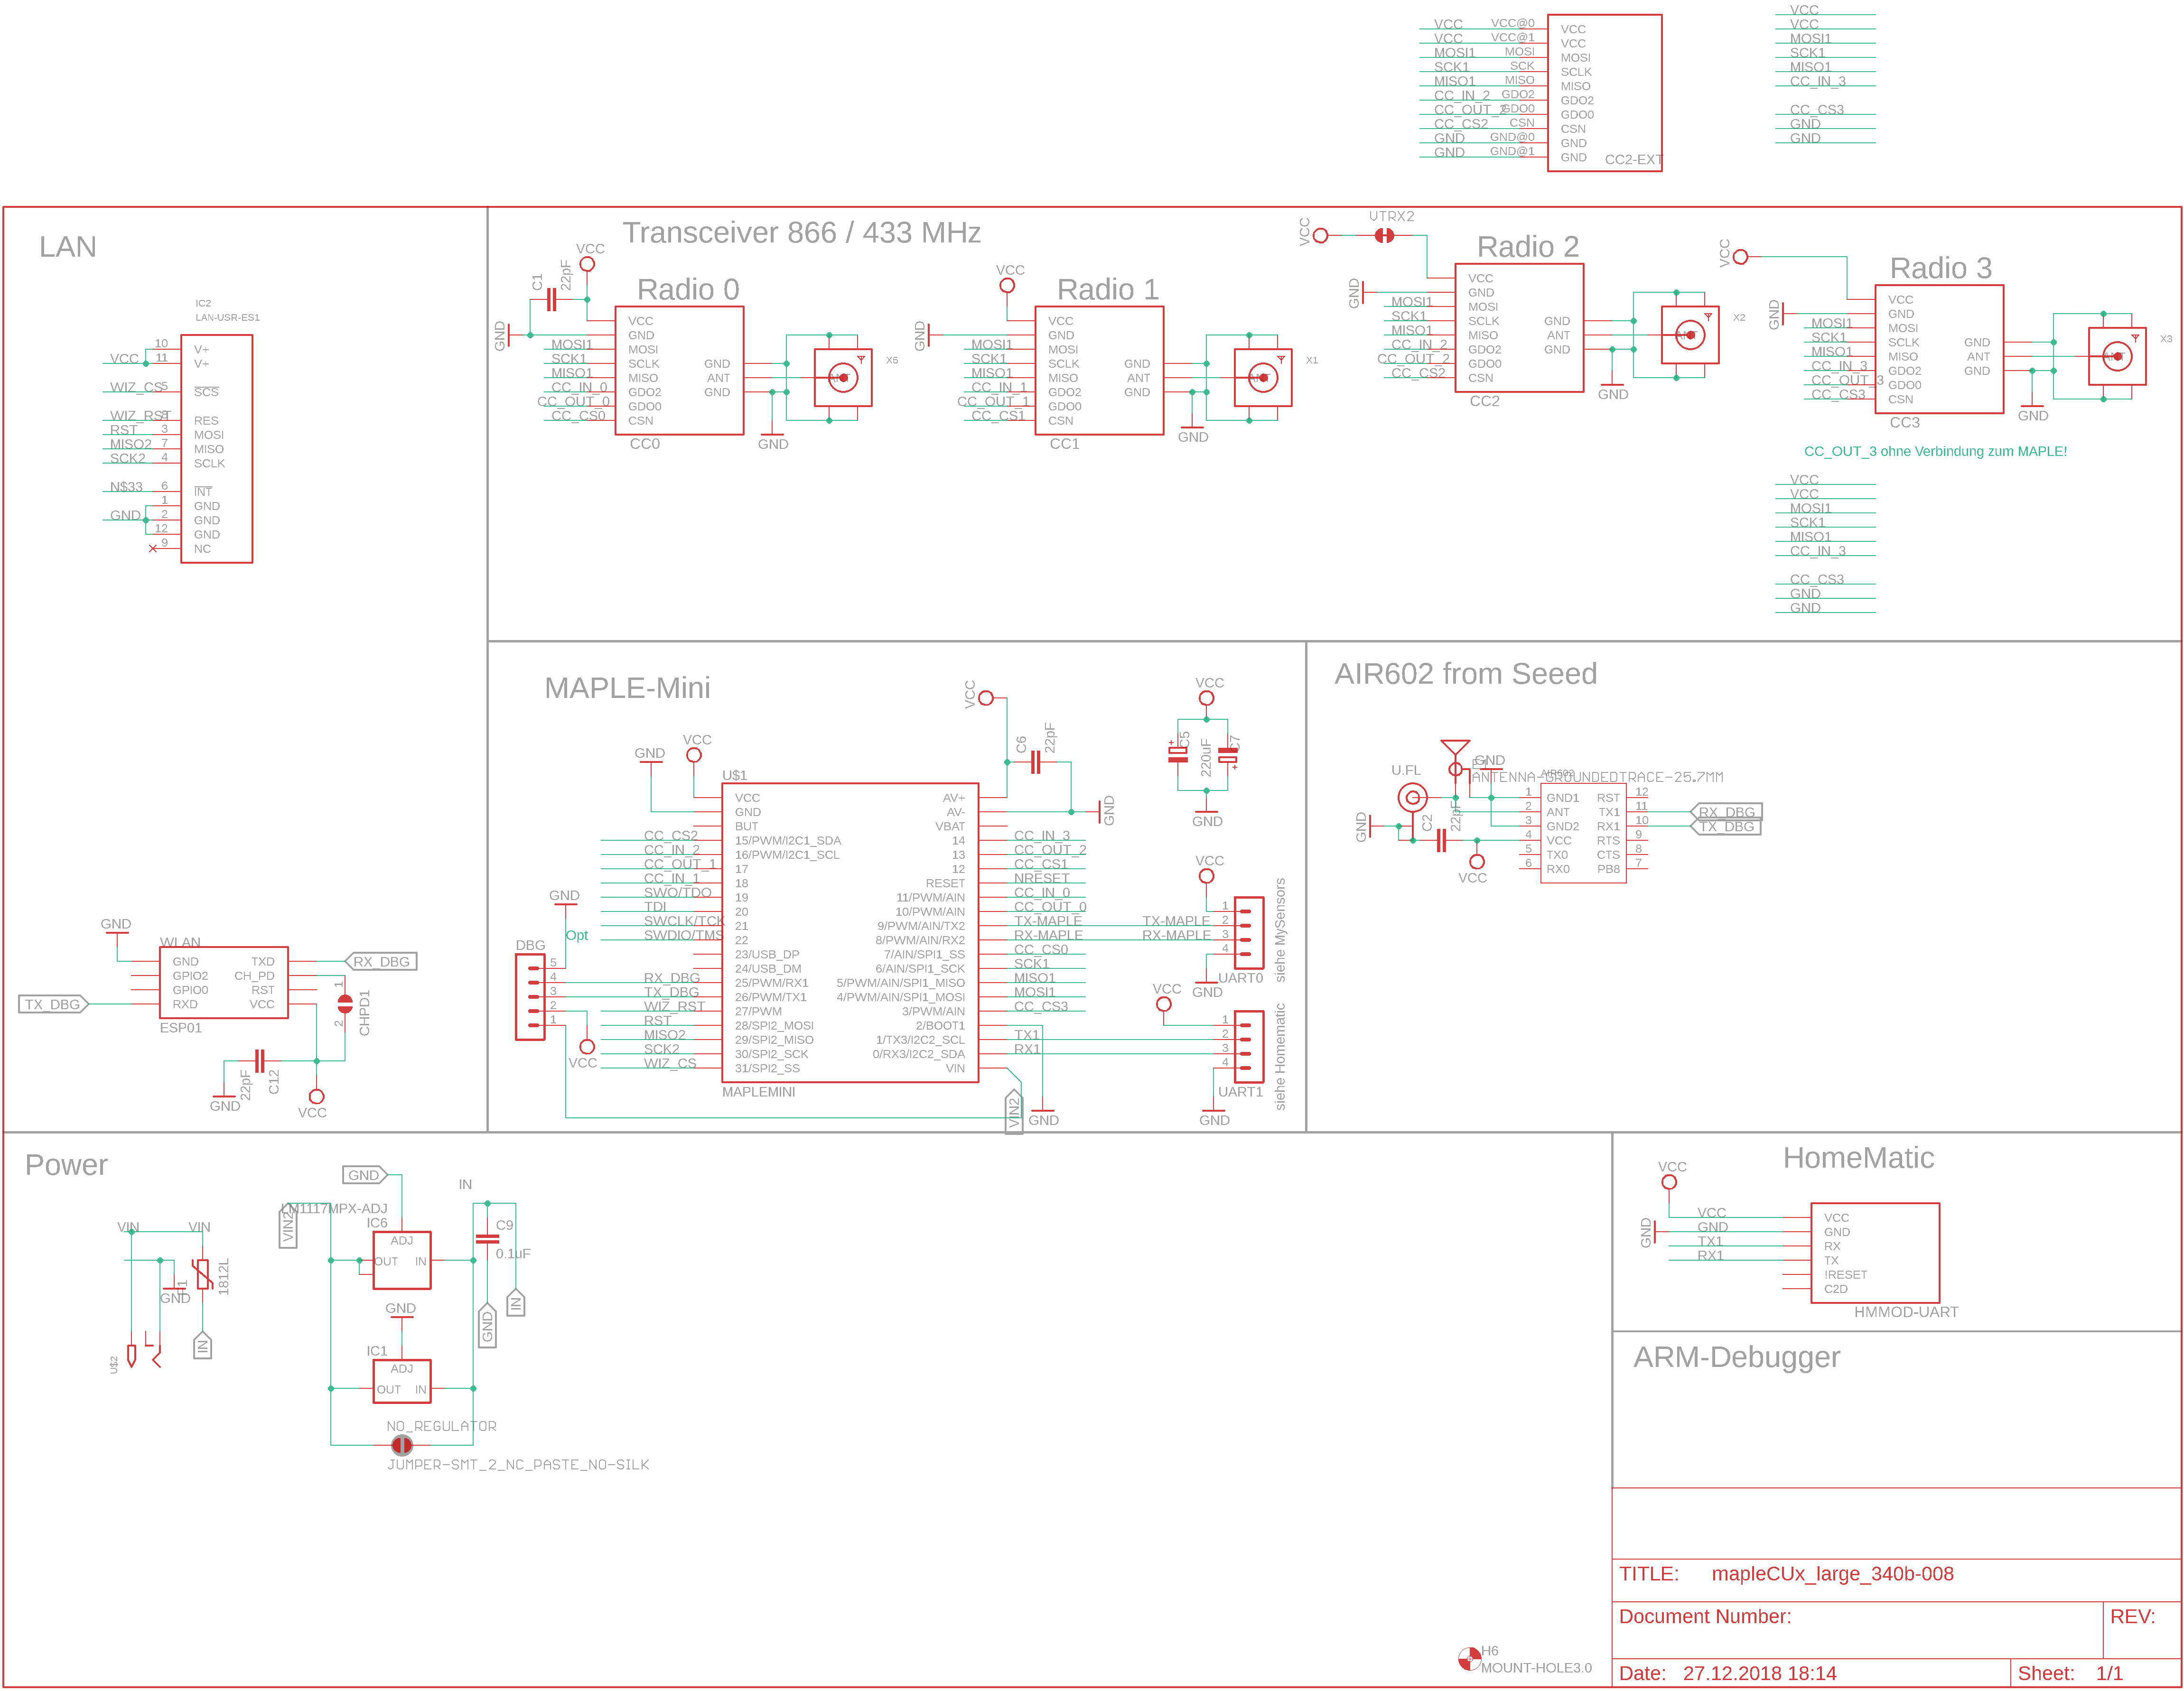 VCC VCC@0 VCC
VCC VCC@1 VCC
MOSI1 MOSI MOSI
SCK1 SCK SCLK
MISO1 MISO MISO
CC_IN_2 GDO2 GDO2
CC_OUT_2 GDO0 GDO0
CC_CS2 CSN CSN
GND GND@0 GND
GND GND@1 GND
CC2-EXT
VCC
VCC
MOSI1
SCK1
MISO1
CC_IN_3
CC_CS3
GND
GND
LAN
IC2
LAN-USR-ES1
10 V+
VCC 11 V+
WIZ_CS 5 SCS
WIZ_RST 8 RES
RST 3 MOSI
MISO2 7 MISO
SCK2 4 SCLK
N$33 6 INT
1 GND
GND 2 GND
12 GND
9 NC
Transceiver 866 / 433 MHz
Radio 0
C1
22pF
VCC
GND
VCC
GND
MOSI1 MOSI
SCK1 SCLK GND
MISO1 MISO ANT
CC_IN_0 GDO2 GND
CC_OUT_0 GDO0
CC_CS0 CSN
CC0
GND
ANT
X5
Radio 1
VCC
GND
VCC
GND
MOSI1 MOSI
SCK1 SCLK GND
MISO1 MISO ANT
CC_IN_1 GDO2 GND
CC_OUT_1 GDO0
CC_CS1 CSN
CC1
GND
ANT
X1
VTRX2
VCC
Radio 2
GND
VCC
GND
MOSI1 MOSI
SCK1 SCLK GND
MISO1 MISO ANT
CC_IN_2 GDO2 GND
CC_OUT_2 GDO0
CC_CS2 CSN
CC2
GND
ANT
X2
VCC
Radio 3
GND
VCC
GND
MOSI1 MOSI
SCK1 SCLK GND
MISO1 MISO ANT
CC_IN_3 GDO2 GND
CC_OUT_3 GDO0
CC_CS3 CSN
CC3
GND
ANT
X3
CC_OUT_3 ohne Verbindung zum MAPLE!
VCC
VCC
MOSI1
SCK1
MISO1
CC_IN_3
CC_CS3
GND
GND
WLAN
GND
GND TXD RX_DBG
GPIO2 CH_PD
GPIO0 RST
TX_DBG RXD VCC
ESP01
1
2
CHPD1
22pF
C12
GND
VCC
MAPLE-Mini
VCC
C6
22pF
VCC
C5
220uF
C7
GND
GND
VCC
U$1
VCC AV+
GND AV-
GND
BUT VBAT
CC_CS2 15/PWM/I2C1_SDA 14 CC_IN_3
CC_IN_2 16/PWM/I2C1_SCL 13 CC_OUT_2
CC_OUT_1 17 12 CC_CS1
CC_IN_1 18 RESET NRESET
SWO/TDO 19 11/PWM/AIN CC_IN_0
TDI 20 10/PWM/AIN CC_OUT_0
SWCLK/TCK 21 9/PWM/AIN/TX2 TX-MAPLE TX-MAPLE
SWDIO/TMS 22 8/PWM/AIN/RX2 RX-MAPLE RX-MAPLE
23/USB_DP 7/AIN/SPI1_SS CC_CS0
24/USB_DM 6/AIN/SPI1_SCK SCK1
RX_DBG 25/PWM/RX1 5/PWM/AIN/SPI1_MISO MISO1
TX_DBG 26/PWM/TX1 4/PWM/AIN/SPI1_MOSI MOSI1
WIZ_RST 27/PWM 3/PWM/AIN CC_CS3
RST 28/SPI2_MOSI 2/BOOT1
MISO2 29/SPI2_MISO 1/TX3/I2C2_SCL TX1
SCK2 30/SPI2_SCK 0/RX3/I2C2_SDA RX1
WIZ_CS 31/SPI2_SS VIN
MAPLEMINI
VIN2
GND
GND
Opt
DBG
5
4
3
2
1
VCC
VCC
1
2
3
4
GND
UART0
siehe MySensors
VCC
1
2
3
4
UART1
GND
siehe Homematic
AIR602 from Seeed
U.FL
E1
GND
AIR602
ANTENNA-GROUNDEDTRACE-25.7MM
GND
C2
22pF
VCC
1 GND1 RST 12
2 ANT TX1 11 RX_DBG
3 GND2 RX1 10 TX_DBG
4 VCC RTS 9
5 TX0 CTS 8
6 RX0 PB8 7
Power
VIN VIN
GND
F1
1812L
IN
U$2
GND
LM1117MPX-ADJ
IC6
VIN2
ADJ
OUT IN
IN
C9
0.1uF
GND
IN
GND
IC1
ADJ
OUT IN
NO_REGULATOR
JUMPER-SMT_2_NC_PASTE_NO-SILK
HomeMatic
VCC
GND
VCC VCC
GND GND
TX1 RX
RX1 TX
!RESET
C2D
HMMOD-UART
ARM-Debugger
H6
MOUNT-HOLE3.0
TITLE: mapleCUx_large_340b-008
Document Number: REV:
Date: 27.12.2018 18:14 Sheet: 1/1